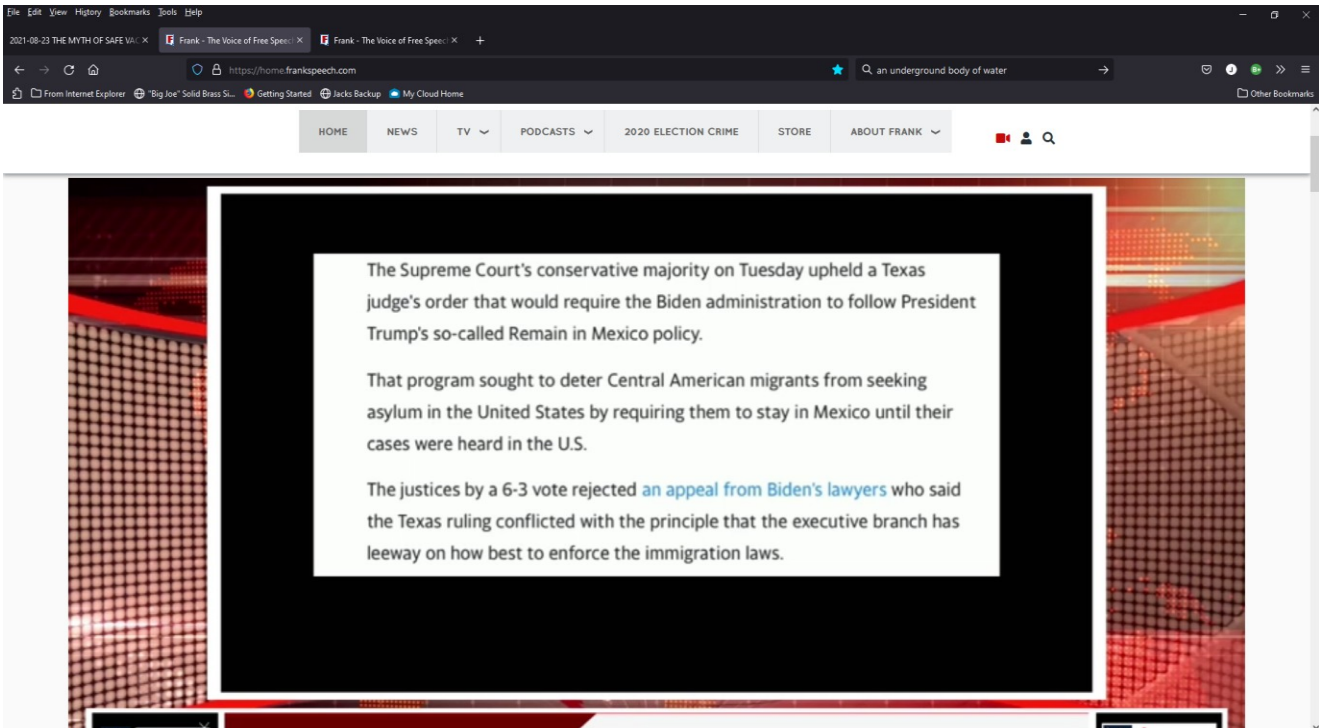 File Edit View History Bookmarks Tools Help
2021-08-23 THE MYTH OF SAFE VAC
Frank - The Voice of Free Speec
Frank - The Voice of Free Speec
https://home.frankspeech.com
an underground body of water
From Internet Explorer
"Big Joe" Solid Brass Si...
Getting Started
Jacks Backup
My Cloud Home
Other Bookmarks
HOME NEWS TV PODCASTS 2020 ELECTION CRIME STORE ABOUT FRANK
The Supreme Court's conservative majority on Tuesday upheld a Texas
judge's order that would require the Biden administration to follow President
Trump's so-called Remain in Mexico policy.
That program sought to deter Central American migrants from seeking
asylum in the United States by requiring them to stay in Mexico until their
cases were heard in the U.S.
The justices by a 6-3 vote rejected an appeal from Biden's lawyers who said
the Texas ruling conflicted with the principle that the executive branch has
leeway on how best to enforce the immigration laws.